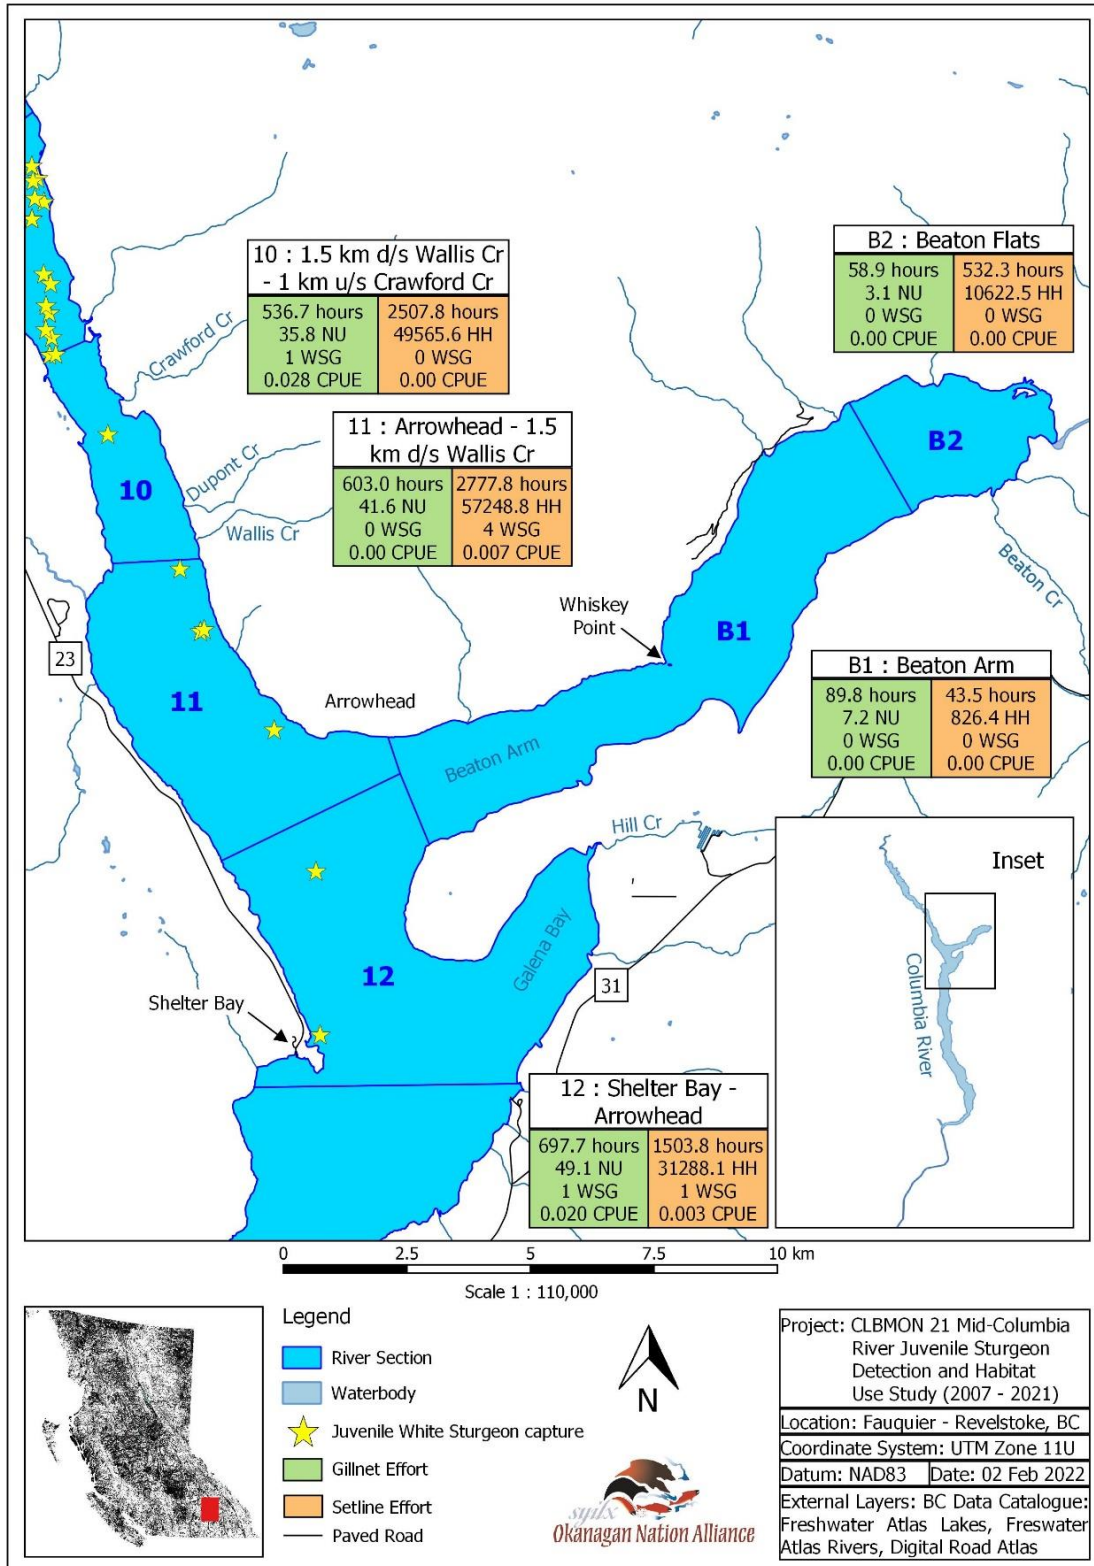 10 : 1.5 km d/s Wallis Cr
- 1 km u/s Crawford Cr
536.7 hours 2507.8 hours
35.8 NU 49565.6 HH
1 WSG 0 WSG
0.028 CPUE 0.00 CPUE
B2 : Beaton Flats
58.9 hours 532.3 hours
3.1 NU 10622.5 HH
0 WSG 0 WSG
0.00 CPUE 0.00 CPUE
Crawford Cr
11 : Arrowhead - 1.5
km d/s Wallis Cr
603.0 hours 2777.8 hours
41.6 NU 57248.8 HH
0 WSG 4 WSG
0.00 CPUE 0.007 CPUE
B2
10
Dupont Cr
Wallis Cr
Beaton Cr
Whiskey
Point
B1
23
B1 : Beaton Arm
89.8 hours 43.5 hours
7.2 NU 826.4 HH
0 WSG 0 WSG
0.00 CPUE 0.00 CPUE
11
Arrowhead
Beaton Arm
Hill Cr
Inset
Galena Bay
12
31
Shelter Bay
Columbia River
12 : Shelter Bay -
Arrowhead
697.7 hours 1503.8 hours
49.1 NU 31288.1 HH
1 WSG 1 WSG
0.020 CPUE 0.003 CPUE
0 2.5 5 7.5 10 km
Scale 1 : 110,000
Legend
River Section
Waterbody
Juvenile White Sturgeon capture
Gillnet Effort
Setline Effort
Paved Road
N
syilx
Okanagan Nation Alliance
Project: CLBMON 21 Mid-Columbia
River Juvenile Sturgeon
Detection and Habitat
Use Study (2007 - 2021)
Location: Fauquier - Revelstoke, BC
Coordinate System: UTM Zone 11U
Datum: NAD83 Date: 02 Feb 2022
External Layers: BC Data Catalogue:
Freshwater Atlas Lakes, Freswater
Atlas Rivers, Digital Road Atlas